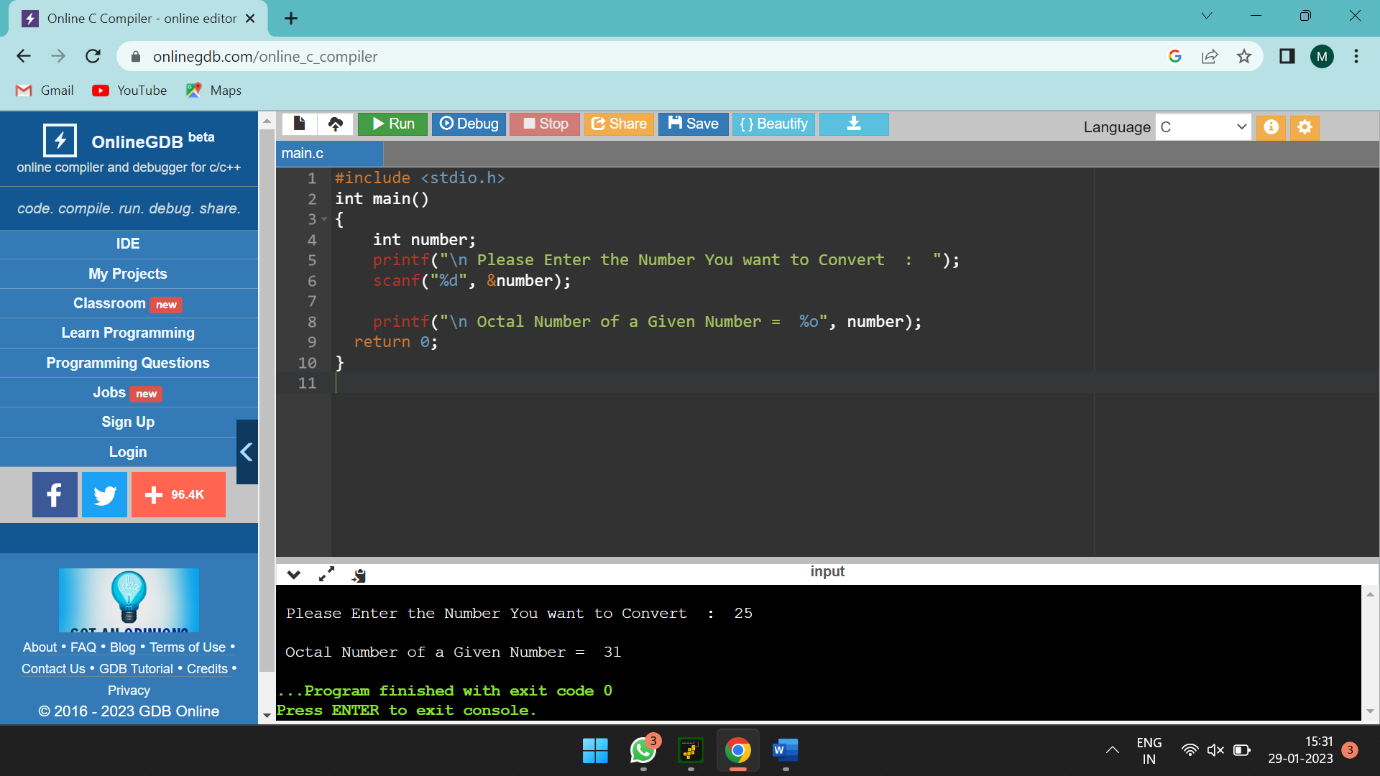 Online C Compiler - online editor
onlinegdb.com/online_c_compiler
G M
Gmail YouTube Maps
OnlineGDB beta
online compiler and debugger for c/c++
code. compile. run. debug. share.
IDE
My Projects
Classroom new
Learn Programming
Programming Questions
Jobs new
Sign Up
Login
f 96.4K
GOT AN OPINIONS
About • FAQ • Blog • Terms of Use •
Contact Us • GDB Tutorial • Credits •
Privacy
© 2016 - 2023 GDB Online
Run Debug Stop Share Save { } Beautify
Language C
main.c
1 #include <stdio.h>
2 int main()
3 {
4 int number;
5 printf("\n Please Enter the Number You want to Convert  :  ");
6 scanf("%d", &number);
7
8 printf("\n Octal Number of a Given Number =  %o", number);
9 return 0;
10 }
11
input
Please Enter the Number You want to Convert  :  25
Octal Number of a Given Number =  31
...Program finished with exit code 0
Press ENTER to exit console.
3
W
ENG
IN
15:31
29-01-2023
3